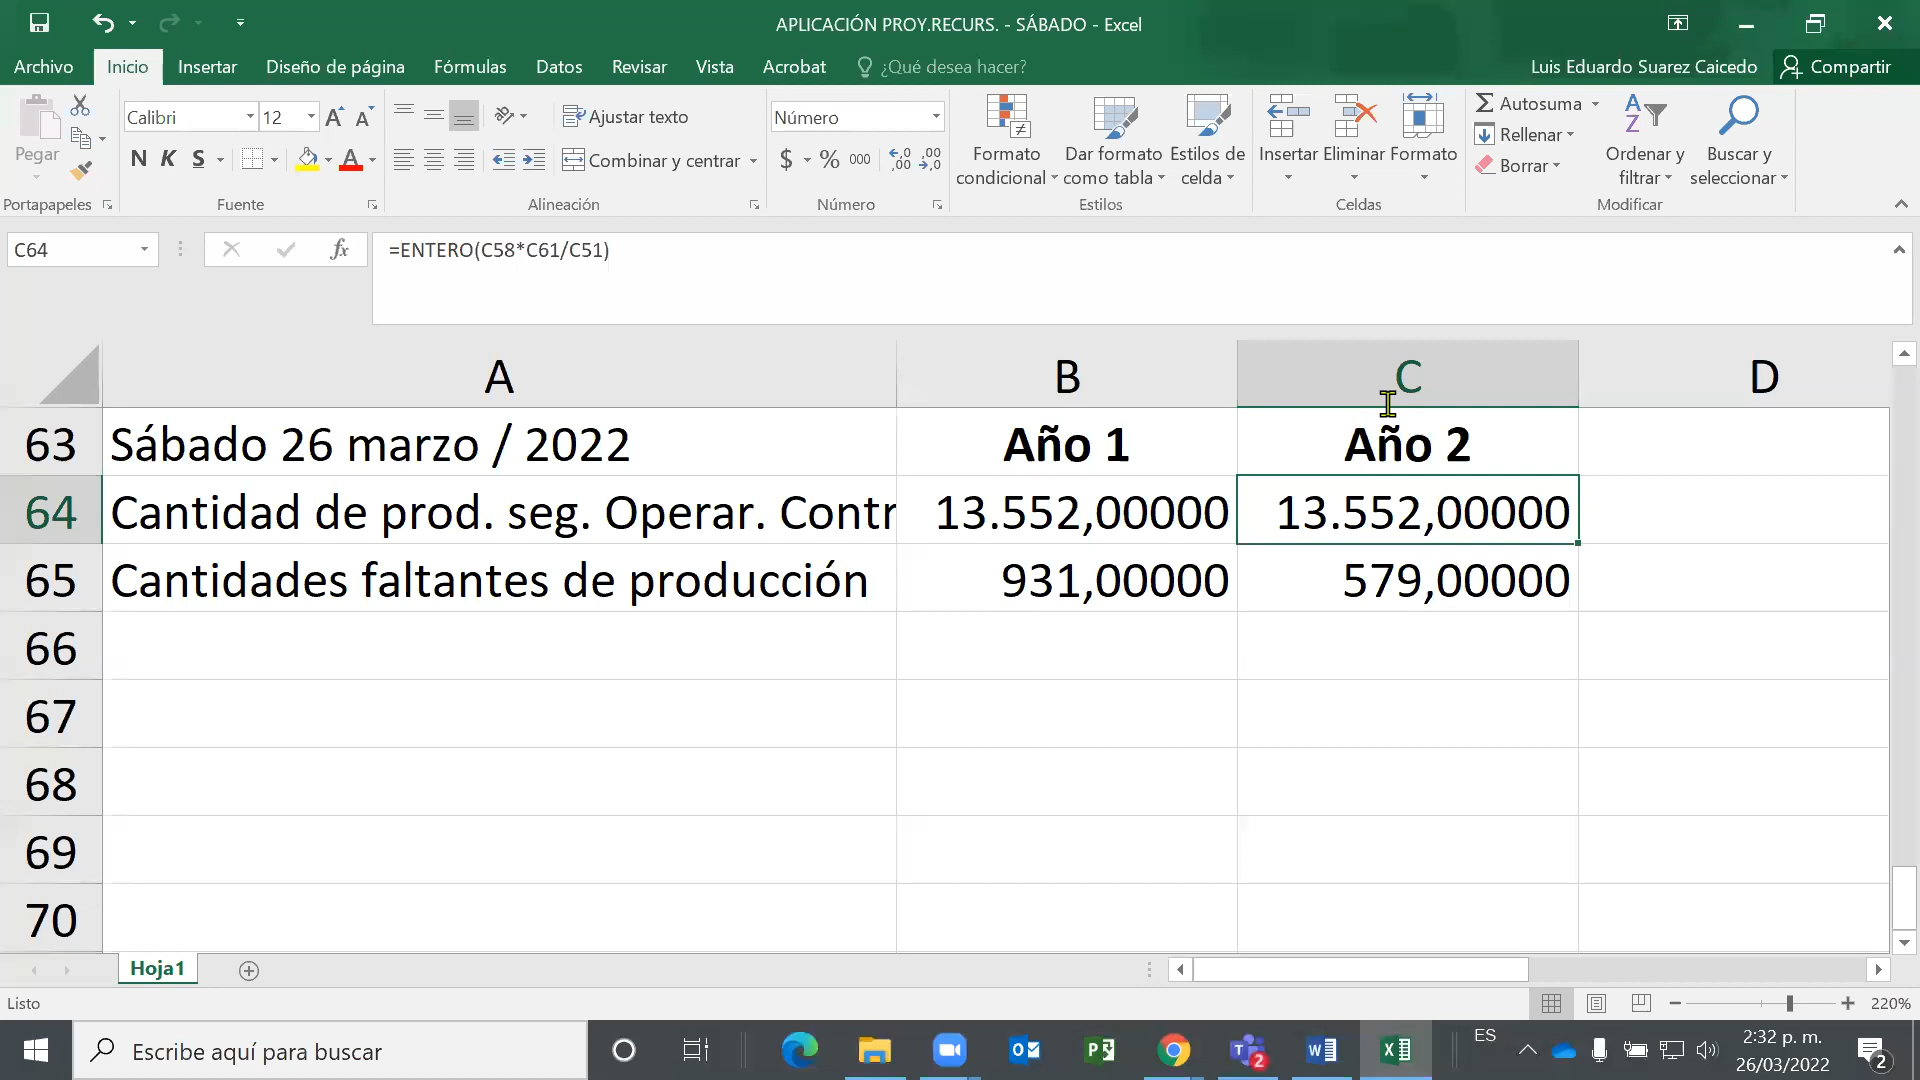 APLICACIÓN PROY.RECURS. - SÁBADO - Excel
Archivo Inicio Insertar Diseño de página Fórmulas Datos Revisar Vista Acrobat ¿Qué desea hacer? Luis Eduardo Suarez Caicedo Compartir
Pegar
Portapapeles
Calibri 12
N K S
Fuente
Ajustar texto
Combinar y centrar
Alineación
Número
$ % 000
Número
Formato condicional
Dar formato como tabla
Estilos de celda
Estilos
Insertar Eliminar Formato
Celdas
Autosuma
Rellenar
Borrar
Ordenar y filtrar
Buscar y seleccionar
Modificar
C64 fx =ENTERO(C58*C61/C51)
A B C D
63 Sábado 26 marzo / 2022 Año 1 Año 2
64 Cantidad de prod. seg. Operar. Contr 13.552,00000 13.552,00000
65 Cantidades faltantes de producción 931,00000 579,00000
66
67
68
69
70
Hoja1
Listo 220%
Escribe aquí para buscar
ES
2:32 p. m.
26/03/2022
2
2